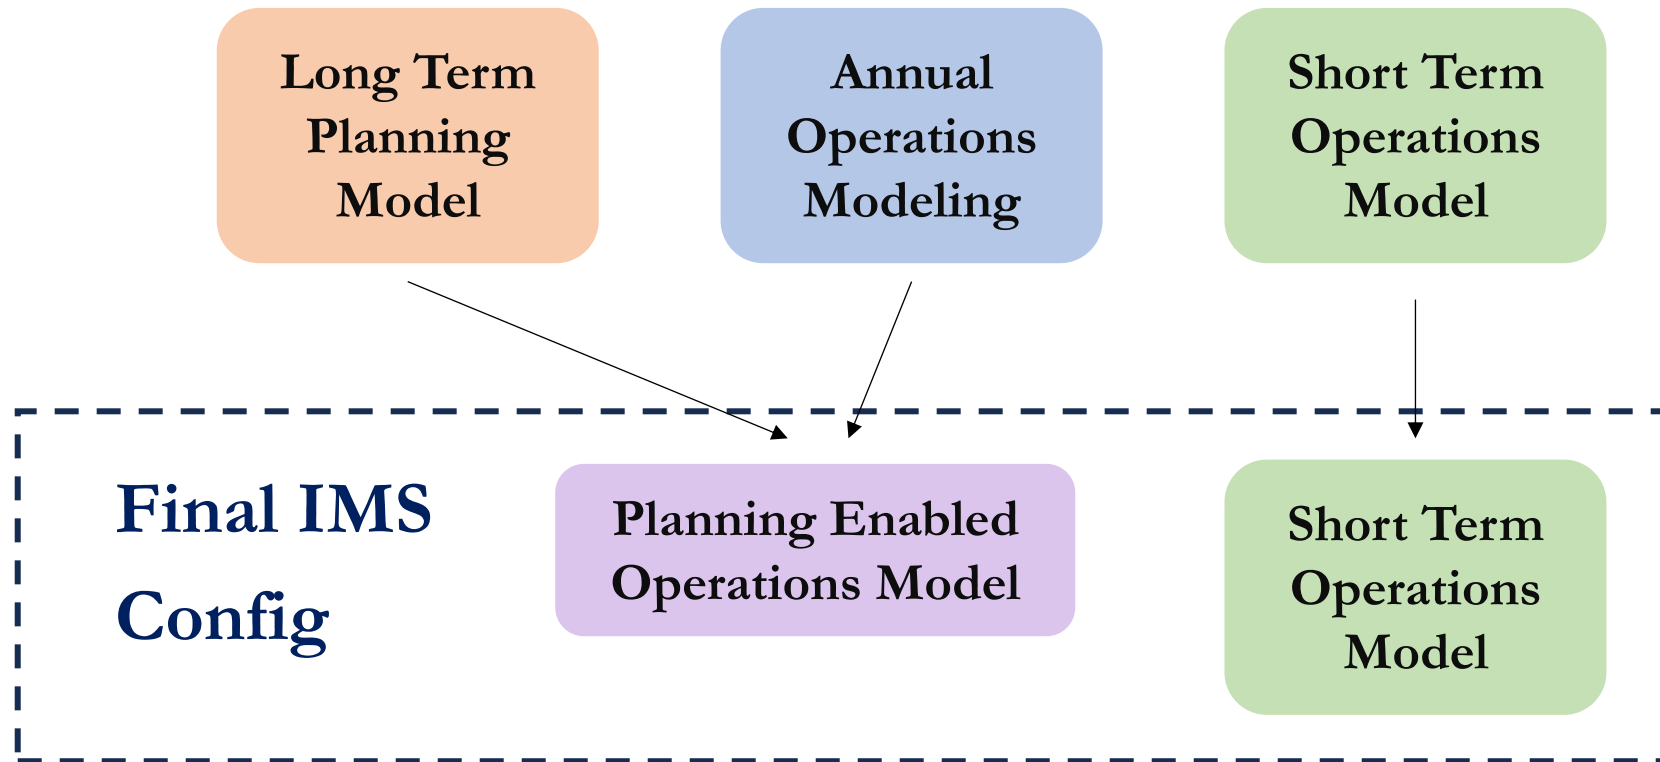 Long Term
Planning
Model
Annual
Operations
Modeling
Short Term
Operations
Model
Final IMS
Config
Planning Enabled
Operations Model
Short Term
Operations
Model